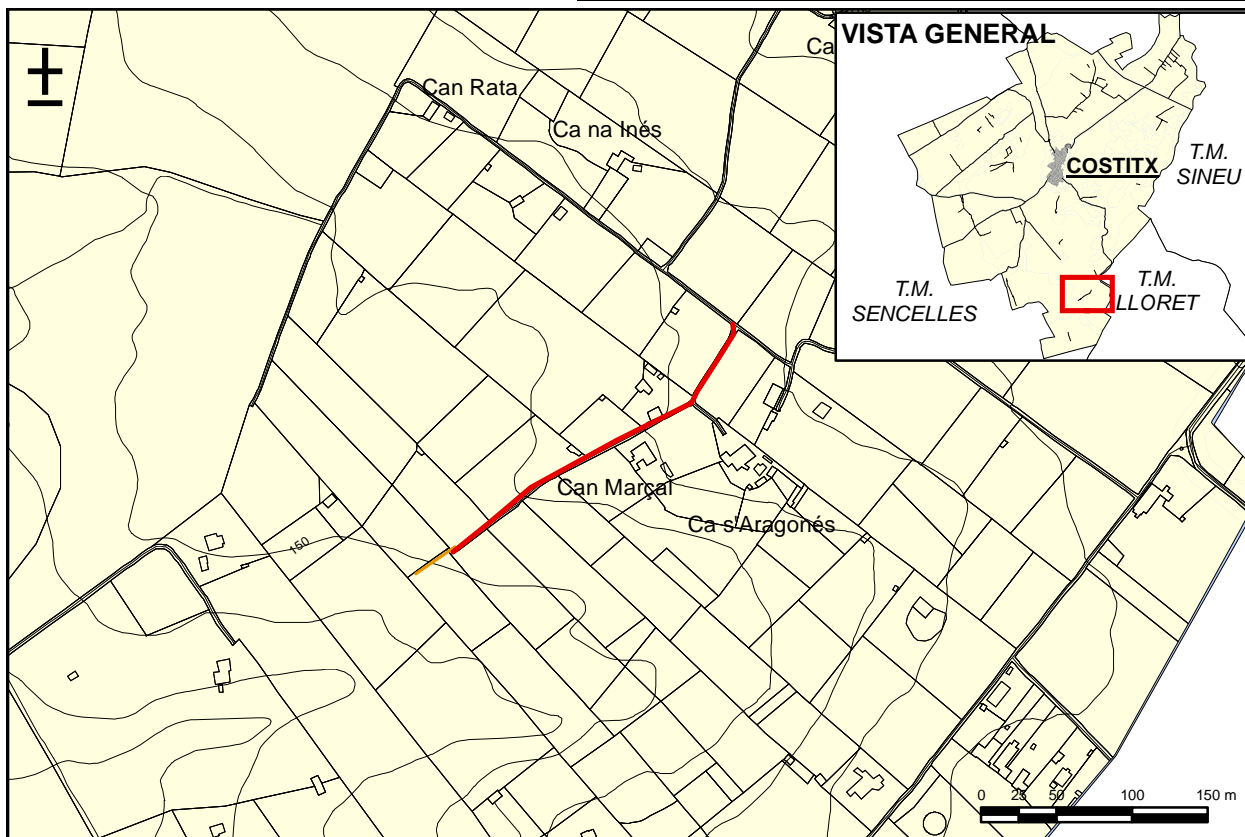 VISTA GENERAL
Ca
Can Rata
Ca na Inés
COSTITX
T.M.
SINEU
T.M.
SENCELLES
T.M.
LLORET
Can Marçal
Ca s'Aragonés
150
0 25 50 100 150 m